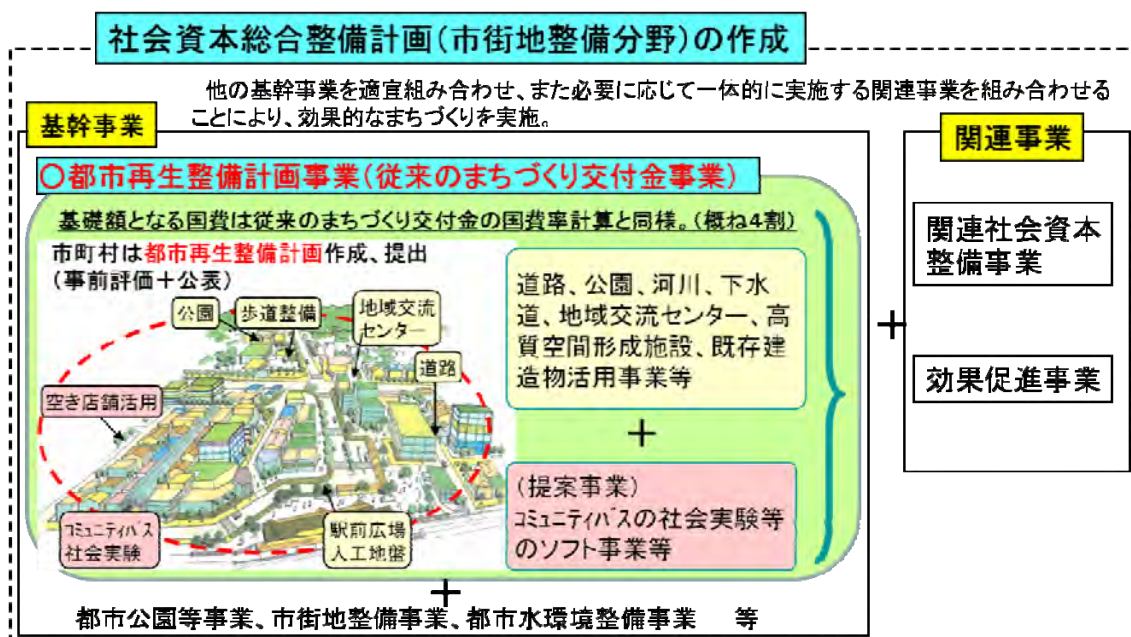 社会資本総合整備計画(市街地整備分野)の作成
他の基幹事業を適宜組み合わせ、また必要に応じて一体的に実施する関連事業を組み合わせる
ことにより、効果的なまちづくりを実施。
基幹事業
〇都市再生整備計画事業(従来のまちづくり交付金事業)
基礎額となる国費は従来のまちづくり交付金の国費率計算と同様。(概ね4割)
市町村は都市再生整備計画作成、提出
(事前評価+公表)
公園
歩道整備
地域交流
センター
道路
空き店舗活用
コミュニティバス
社会実験
駅前広場
人工地盤
道路、公園、河川、下水
道、地域交流センター、高
質空間形成施設、既存建
造物活用事業等
+
(提案事業)
コミュニティバスの社会実験等
のソフト事業等
+
都市公園等事業、市街地整備事業、都市水環境整備事業 等
+
関連事業
関連社会資本
整備事業
効果促進事業